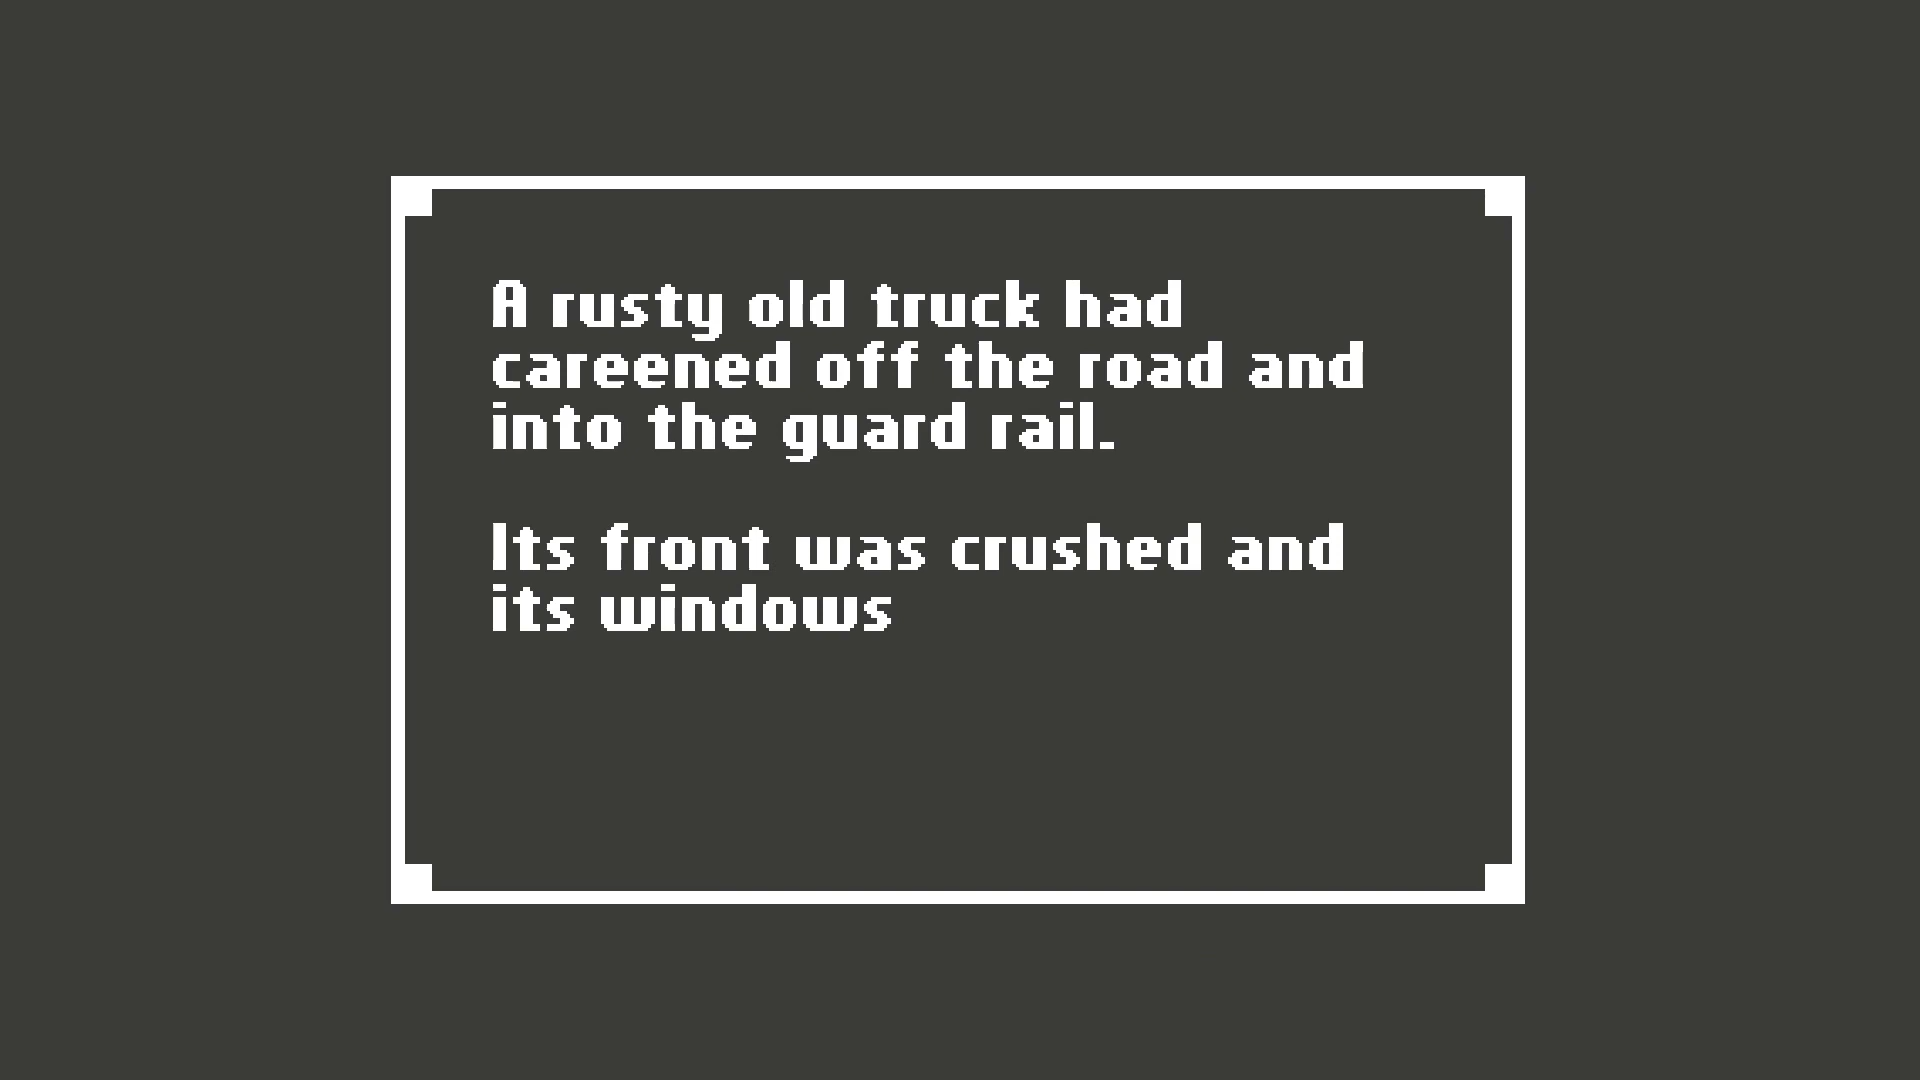 A rusty old truck had
careened off the road and
into the guard rail.
Its front was crushed and
its windows